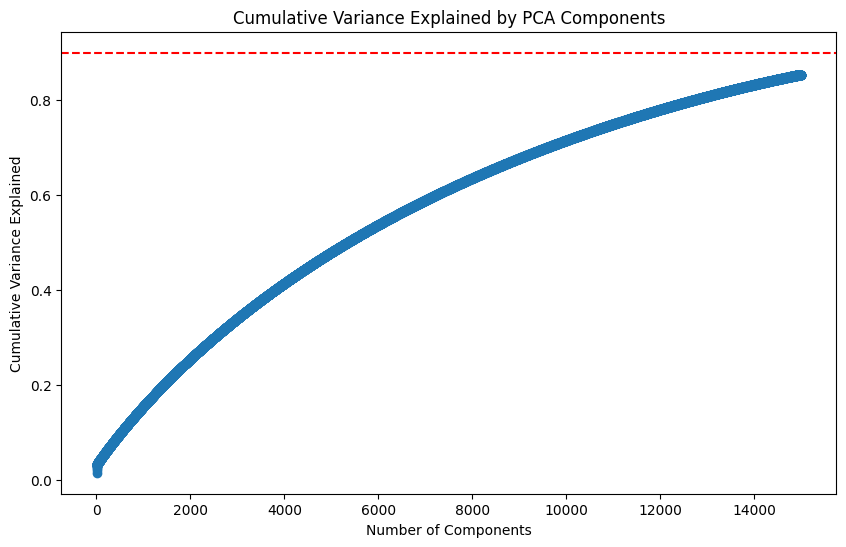 Cumulative Variance Explained by PCA Components
Cumulative Variance Explained
0.8
0.6
0.4
0.2
0.0
0 2000 4000 6000 8000 10000 12000 14000
Number of Components